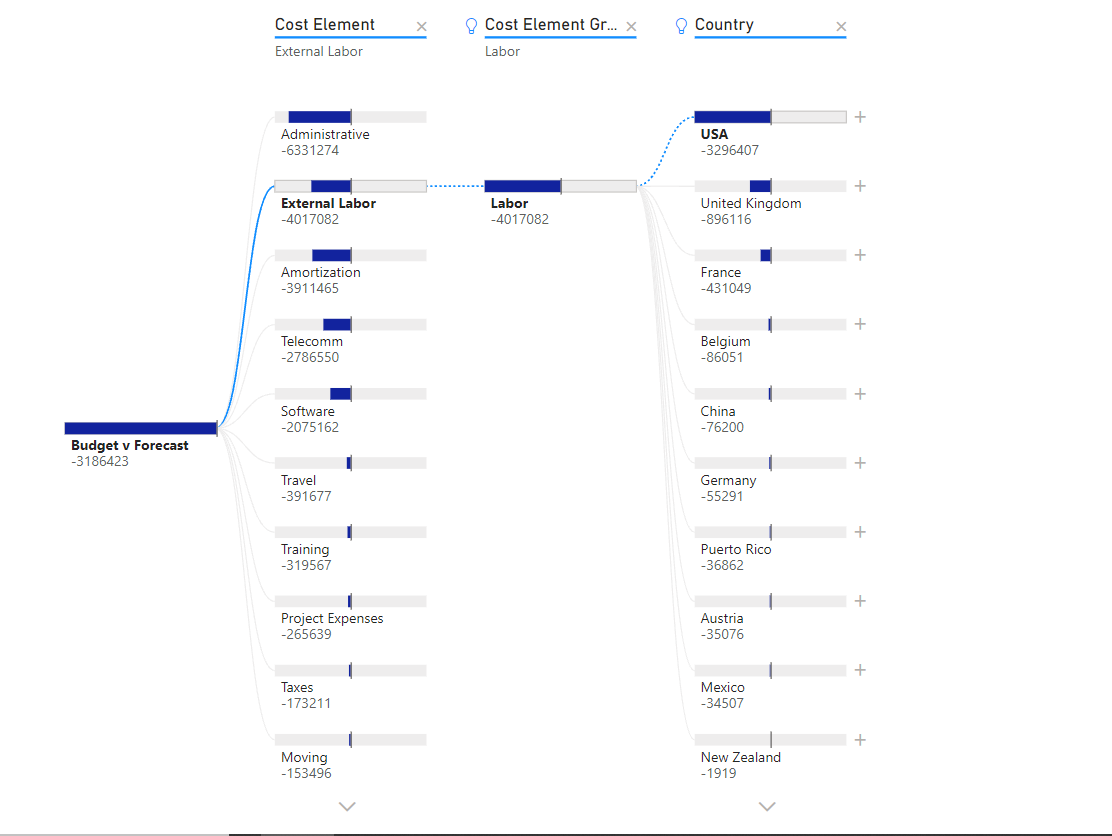 Cost Element
External Labor
Cost Element Gr...
Labor
Country
Budget v Forecast
-3186423
Administrative
-6331274
External Labor
-4017082
Amortization
-3911465
Telecomm
-2786550
Software
-2075162
Travel
-391677
Training
-319567
Project Expenses
-265639
Taxes
-173211
Moving
-153496
Labor
-4017082
USA
-3296407
United Kingdom
-896116
France
-431049
Belgium
-86051
China
-76200
Germany
-55291
Puerto Rico
-36862
Austria
-35076
Mexico
-34507
New Zealand
-1919